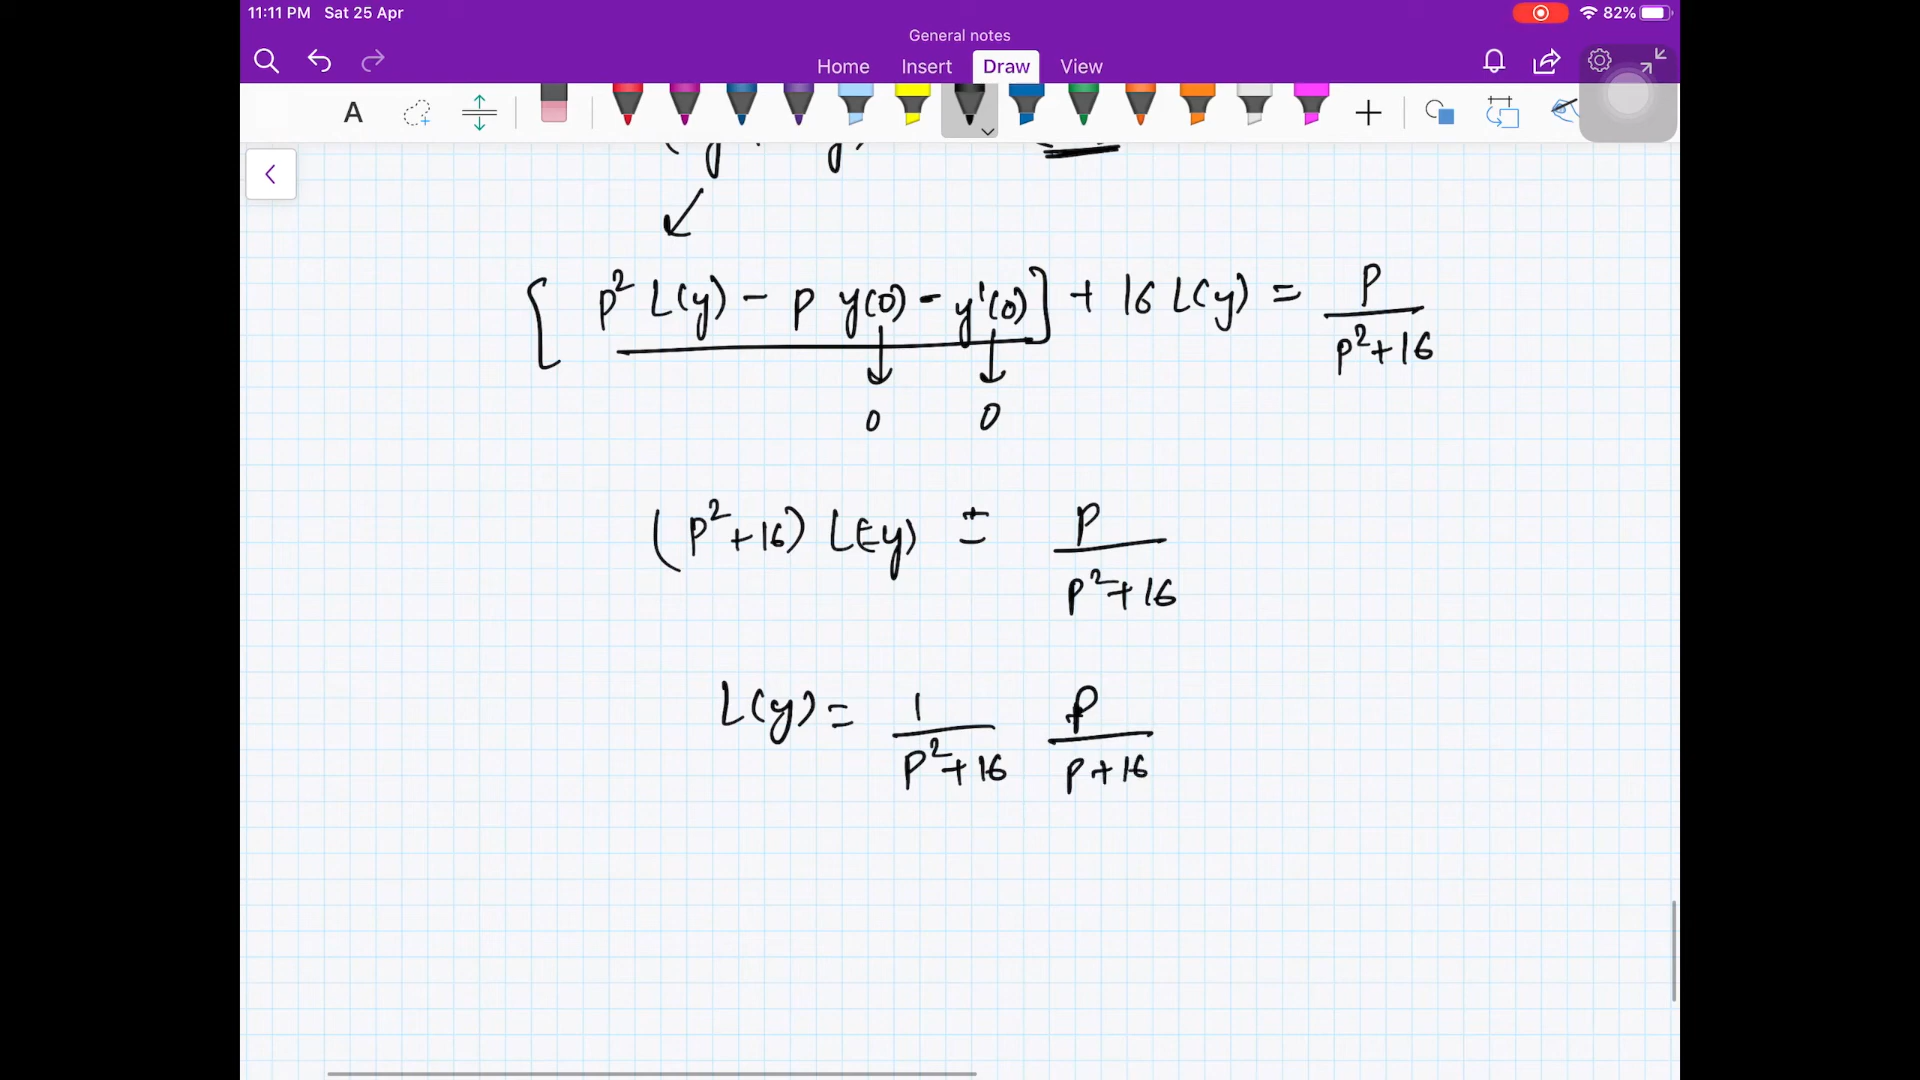 11:11 PM Sat 25 Apr
82%
General notes
Home Insert Draw View
A
[ p² L(y) - p y(0) - y'(0) ] + 16 L(y) = p / p²+16
0 0
(p²+16) L(y) = p / p²+16
L(y) = 1 / p²+16 p / p+16